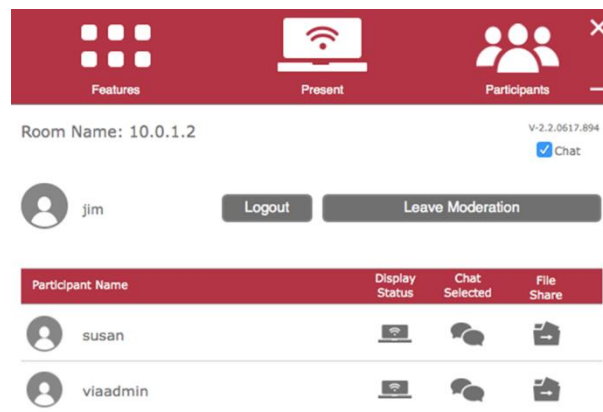 Features Present Participants
Room Name: 10.0.1.2
V-2.2.0617.894
Chat
jim Logout Leave Moderation
Participant Name Display Status Chat Selected File Share
susan
viaadmin